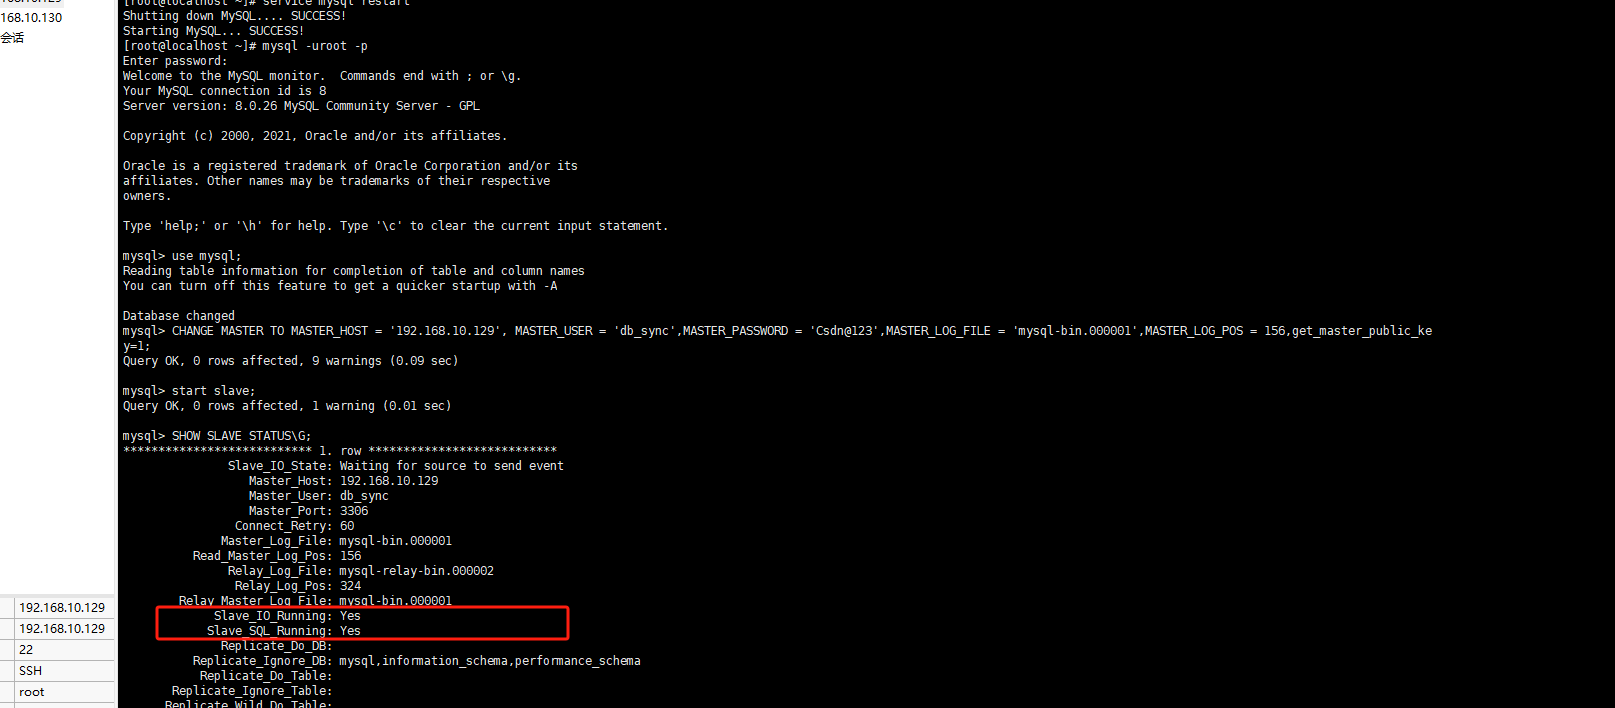 168.10.129
168.10.130
会话
[root@localhost ~]# service mysql restart
Shutting down MySQL.... SUCCESS!
Starting MySQL... SUCCESS!
[root@localhost ~]# mysql -uroot -p
Enter password:
Welcome to the MySQL monitor.  Commands end with ; or \g.
Your MySQL connection id is 8
Server version: 8.0.26 MySQL Community Server - GPL
Copyright (c) 2000, 2021, Oracle and/or its affiliates.
Oracle is a registered trademark of Oracle Corporation and/or its
affiliates. Other names may be trademarks of their respective
owners.
Type 'help;' or '\h' for help. Type '\c' to clear the current input statement.
mysql> use mysql;
Reading table information for completion of table and column names
You can turn off this feature to get a quicker startup with -A
Database changed
mysql> CHANGE MASTER TO MASTER_HOST = '192.168.10.129', MASTER_USER = 'db_sync',MASTER_PASSWORD = 'Csdn@123',MASTER_LOG_FILE = 'mysql-bin.000001',MASTER_LOG_POS = 156,get_master_public_ke
y=1;
Query OK, 0 rows affected, 9 warnings (0.09 sec)
mysql> start slave;
Query OK, 0 rows affected, 1 warning (0.01 sec)
mysql> SHOW SLAVE STATUS\G;
*************************** 1. row ***************************
Slave_IO_State: Waiting for source to send event
Master_Host: 192.168.10.129
Master_User: db_sync
Master_Port: 3306
Connect_Retry: 60
Master_Log_File: mysql-bin.000001
Read_Master_Log_Pos: 156
Relay_Log_File: mysql-relay-bin.000002
Relay_Log_Pos: 324
Relay_Master_Log_File: mysql-bin.000001
Slave_IO_Running: Yes
Slave_SQL_Running: Yes
Replicate_Do_DB:
Replicate_Ignore_DB: mysql,information_schema,performance_schema
Replicate_Do_Table:
Replicate_Ignore_Table:
Replicate_Wild_Do_Table:
192.168.10.129
192.168.10.129
22
SSH
root